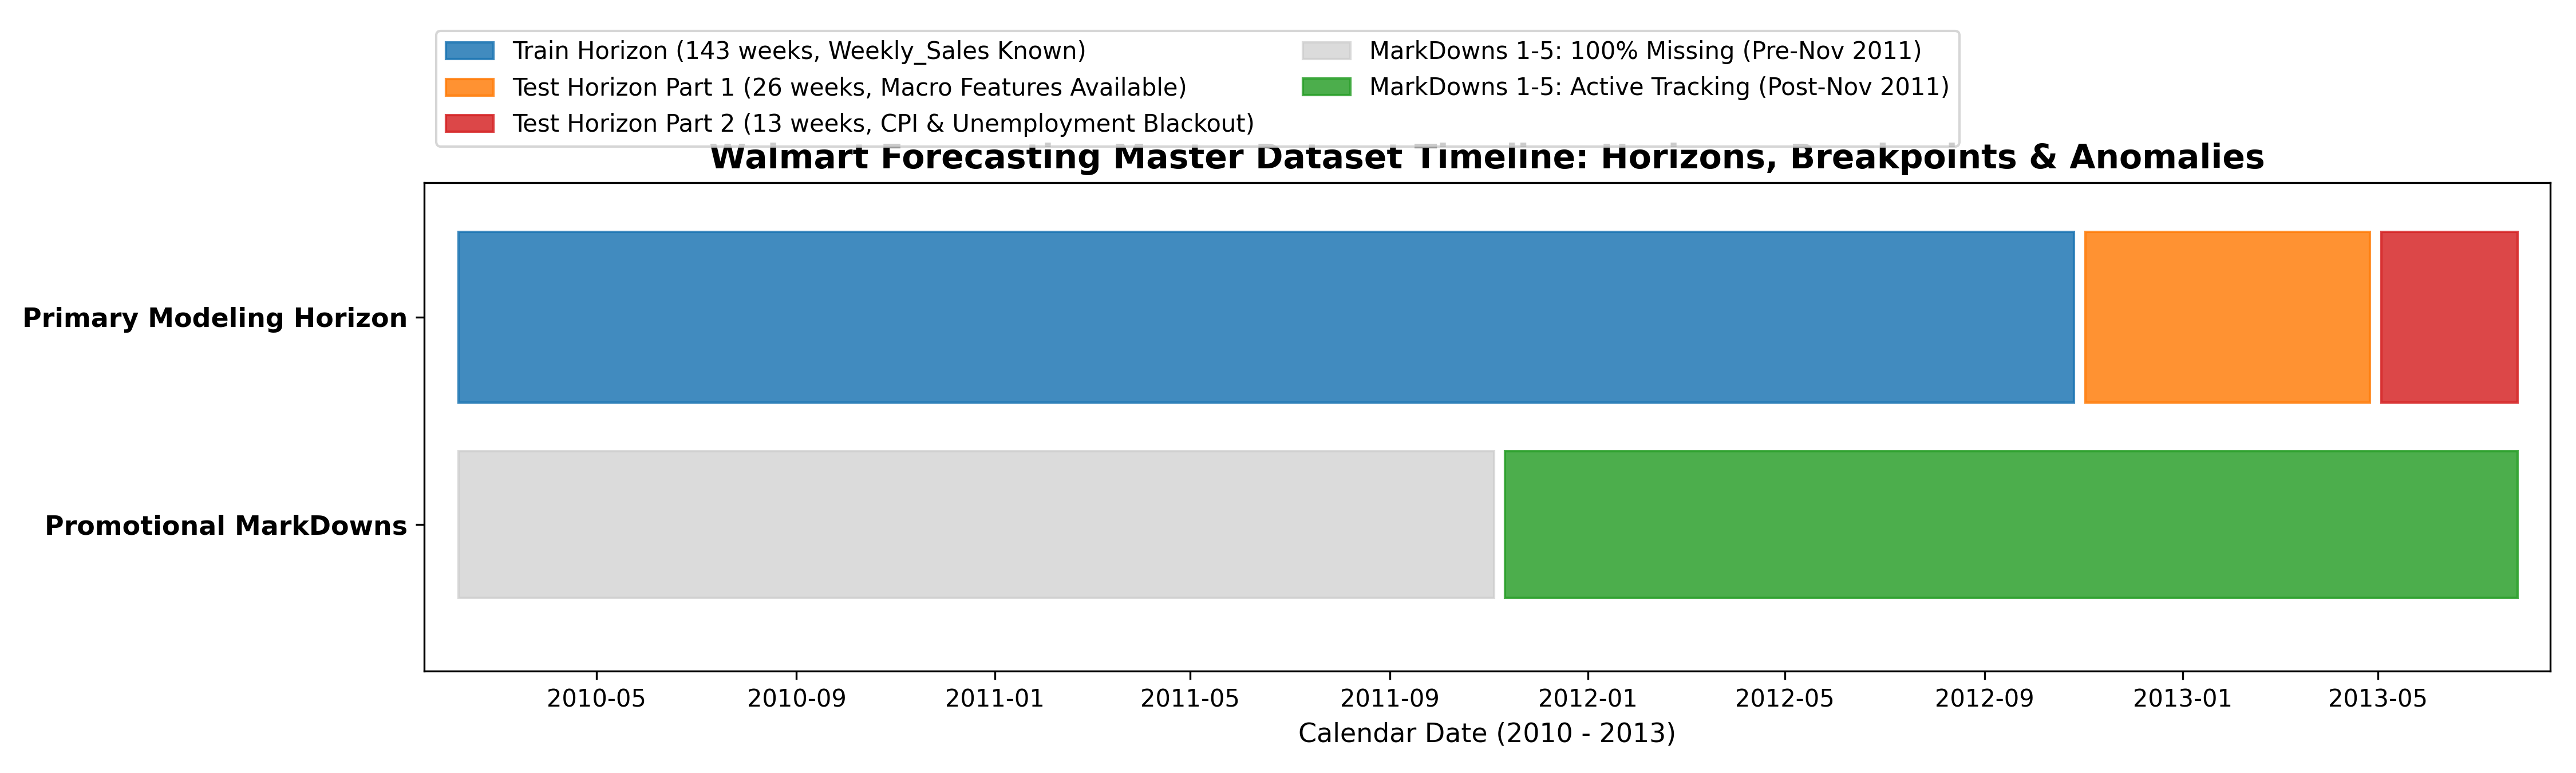 Train Horizon (143 weeks, Weekly_Sales Known)
Test Horizon Part 1 (26 weeks, Macro Features Available)
Test Horizon Part 2 (13 weeks, CPI & Unemployment Blackout)
MarkDowns 1-5: 100% Missing (Pre-Nov 2011)
MarkDowns 1-5: Active Tracking (Post-Nov 2011)
Walmart Forecasting Master Dataset Timeline: Horizons, Breakpoints & Anomalies
Primary Modeling Horizon
Promotional MarkDowns
2010-05 2010-09 2011-01 2011-05 2011-09 2012-01 2012-05 2012-09 2013-01 2013-05
Calendar Date (2010 - 2013)